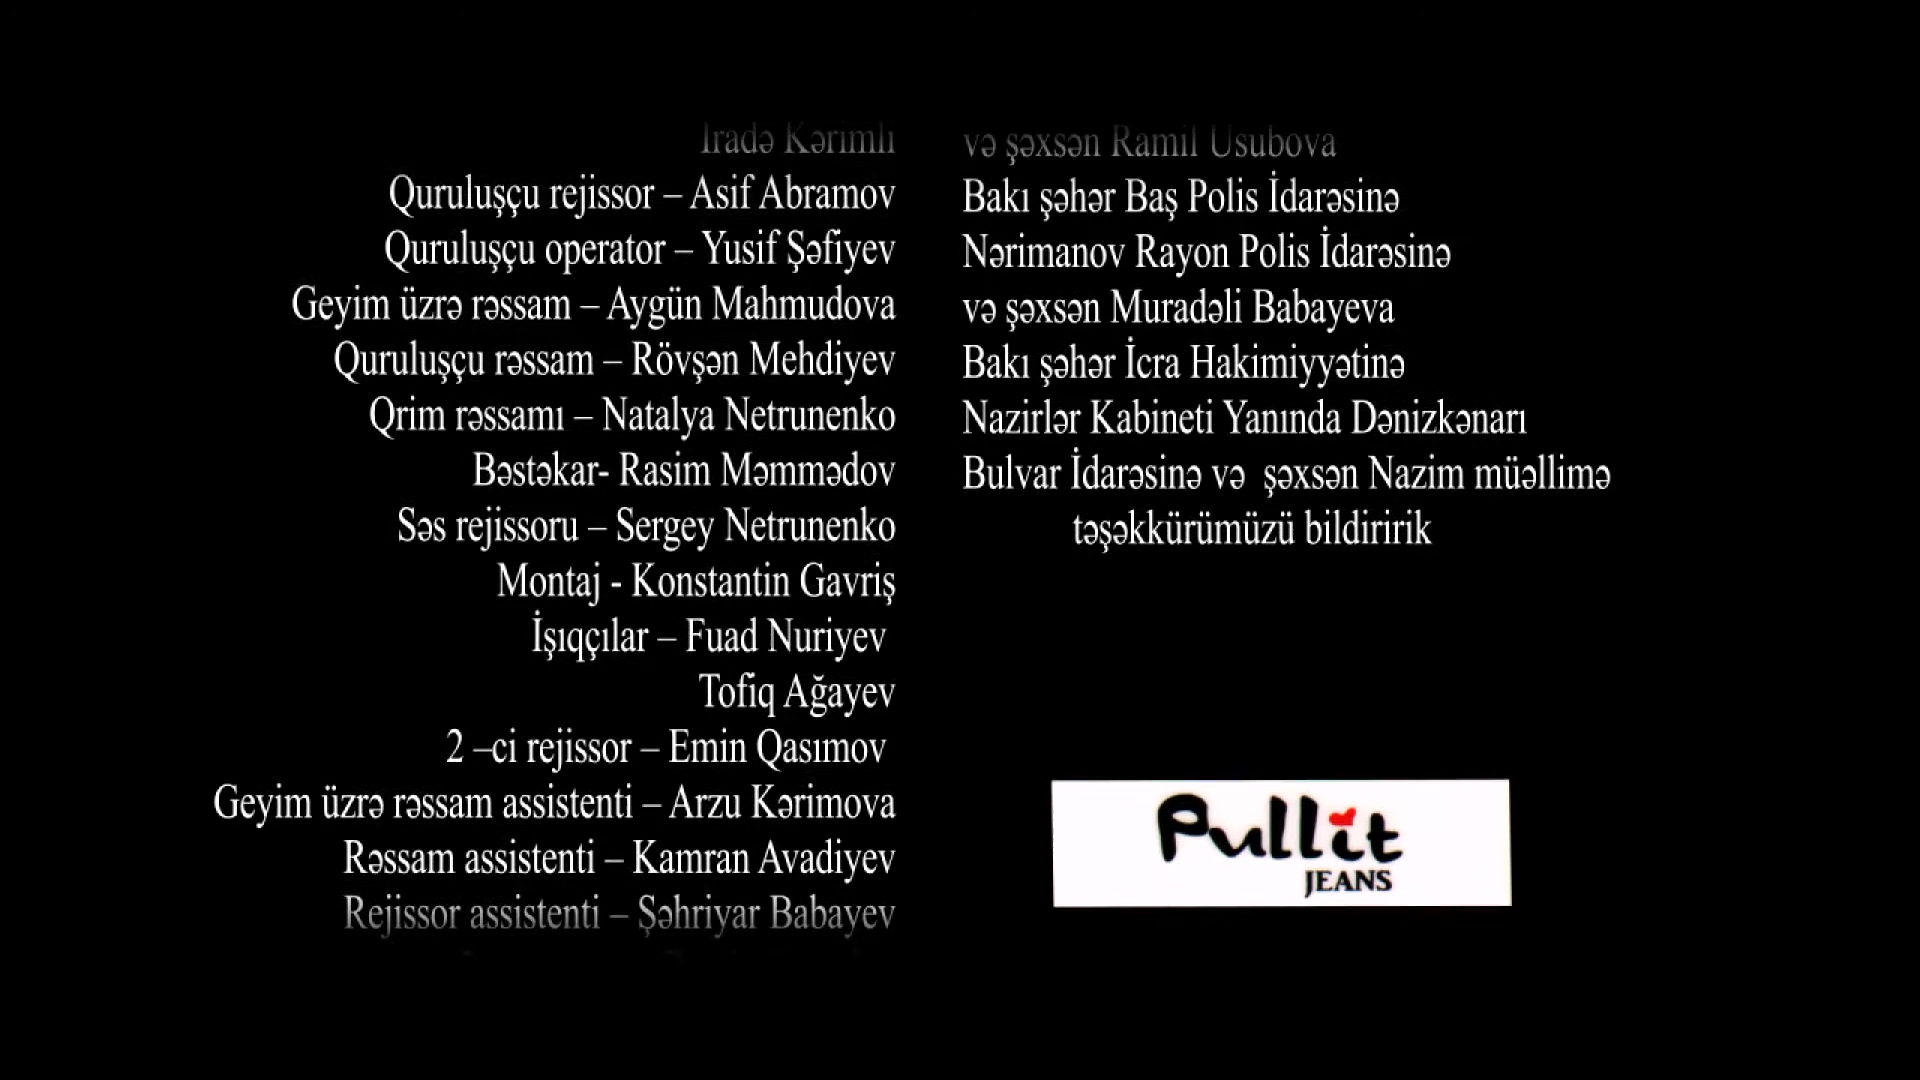 İradə Kərimli
Quruluşçu rejissor – Asif Abramov
Quruluşçu operator – Yusif Şəfiyev
Geyim üzrə rəssam – Aygün Mahmudova
Quruluşçu rəssam – Rövşən Mehdiyev
Qrim rəssamı – Natalya Netrunenko
Bəstəkar- Rasim Məmmədov
Səs rejissoru – Sergey Netrunenko
Montaj - Konstantin Gavriş
İşıqçılar – Fuad Nuriyev
Tofiq Ağayev
2 –ci rejissor – Emin Qasımov
Geyim üzrə rəssam assistenti – Arzu Kərimova
Rəssam assistenti – Kamran Avadiyev
Rejissor assistenti – Şəhriyar Babayev
və şəxsən Ramil Usubova
Bakı şəhər Baş Polis İdarəsinə
Nərimanov Rayon Polis İdarəsinə
və şəxsən Muradəli Babayeva
Bakı şəhər İcra Hakimiyyətinə
Nazirlər Kabineti Yanında Dənizkənarı
Bulvar İdarəsinə və şəxsən Nazim müəllimə
təşəkkürümüzü bildiririk
Pullit
JEANS